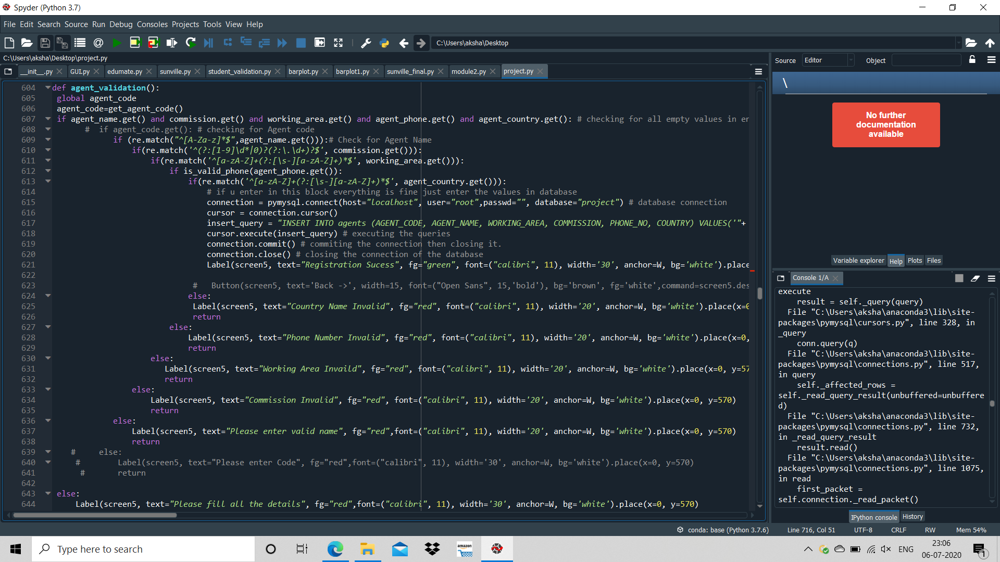 Spyder (Python 3.7)
File Edit Search Source Run Debug Consoles Projects Tools View Help
C:\Users\aksha\Desktop
C:\Users\aksha\Desktop\project.py
__init__.py GUI.py edumate.py sunville.py student_validation.py barplot.py barplot1.py sunville_final.py module2.py project.py
604 def agent_validation():
605 global agent_code
606 agent_code=get_agent_code()
607 if agent_name.get() and commission.get() and working_area.get() and agent_phone.get() and agent_country.get(): # checking for all empty values in er
608 # if agent_code.get(): # checking for Agent code
609 if (re.match("^[A-Za-z]*$",agent_name.get())):# Check for Agent Name
610 if(re.match('^(?:[1-9]\d*|0)?(?:\.\d+)?$', commission.get())):
611 if(re.match('^[a-zA-Z]+(?:[\s-][a-zA-Z]+)*$', working_area.get())):
612 if is_valid_phone(agent_phone.get()):
613 if(re.match('^[a-zA-Z]+(?:[\s-][a-zA-Z]+)*$', agent_country.get())):
614 # if u enter in this block everything is fine just enter the values in database
615 connection = pymysql.connect(host="localhost", user="root",passwd="", database="project") # database connection
616 cursor = connection.cursor()
617 insert_query = "INSERT INTO agents (AGENT_CODE, AGENT_NAME, WORKING_AREA, COMMISSION, PHONE_NO, COUNTRY) VALUES('"+
618 cursor.execute(insert_query) # executing the queries
619 connection.commit() # commiting the connection then closing it.
620 connection.close() # closing the connection of the database
621 Label(screen5, text="Registration Sucess", fg="green", font=("calibri", 11), width='30', anchor=W, bg='white').place
622
623 # Button(screen5, text='Back ->', width=15, font=("Open Sans", 15,'bold'), bg='brown', fg='white',command=screen5.des
624 else:
625 Label(screen5, text="Country Name Invalid", fg="red", font=("calibri", 11), width='20', anchor=W, bg='white').place(x=0
626 return
627 else:
628 Label(screen5, text="Phone Number Invalid", fg="red", font=("calibri", 11), width='20', anchor=W, bg='white').place(x=0,
629 return
630 else:
631 Label(screen5, text="Working Area Invaild", fg="red", font=("calibri", 11), width='20', anchor=W, bg='white').place(x=0, y=57
632 return
633 else:
634 Label(screen5, text="Commission Invalid", fg="red", font=("calibri", 11), width='20', anchor=W, bg='white').place(x=0, y=570)
635 return
636 else:
637 Label(screen5, text="Please enter valid name", fg="red",font=("calibri", 11), width='20', anchor=W, bg='white').place(x=0, y=570)
638 return
639 # else:
640 # Label(screen5, text="Please enter Code", fg="red",font=("calibri", 11), width='30', anchor=W, bg='white').place(x=0, y=570)
641 # return
642
643 else:
644 Label(screen5, text="Please fill all the details", fg="red",font=("calibri", 11), width='30', anchor=W, bg='white').place(x=0, y=570)
Source Editor Object
\
No further
documentation
available
Variable explorer Help Plots Files
Console 1/A
execute
result = self._query(query)
File "C:\Users\aksha\anaconda3\lib\site-
packages\pymysql\cursors.py", line 328, in
_query
conn.query(q)
File "C:\Users\aksha\anaconda3\lib\site-
packages\pymysql\connections.py", line 517,
in query
self._affected_rows =
self._read_query_result(unbuffered=unbuffere
d)
File "C:\Users\aksha\anaconda3\lib\site-
packages\pymysql\connections.py", line 732,
in _read_query_result
result.read()
File "C:\Users\aksha\anaconda3\lib\site-
packages\pymysql\connections.py", line 1075,
in read
first_packet =
self.connection._read_packet()
IPython console History
conda: base (Python 3.7.6) Line 716, Col 51 UTF-8 CRLF RW Mem 54%
Type here to search
amazon
ENG
23:06
06-07-2020
1